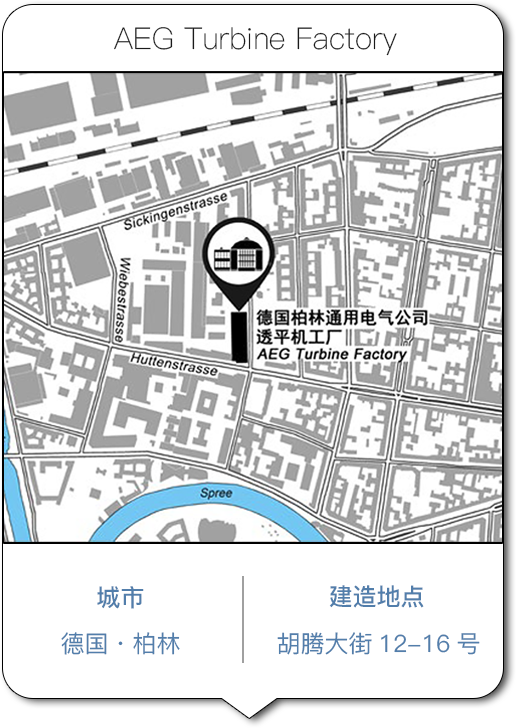 AEG Turbine Factory
Sickingenstrasse
Wiebestrasse
德国柏林通用电气公司
透平机工厂
AEG Turbine Factory
Huttenstrasse
Spree
城市
建造地点
德国·柏林
胡腾大街 12-16 号